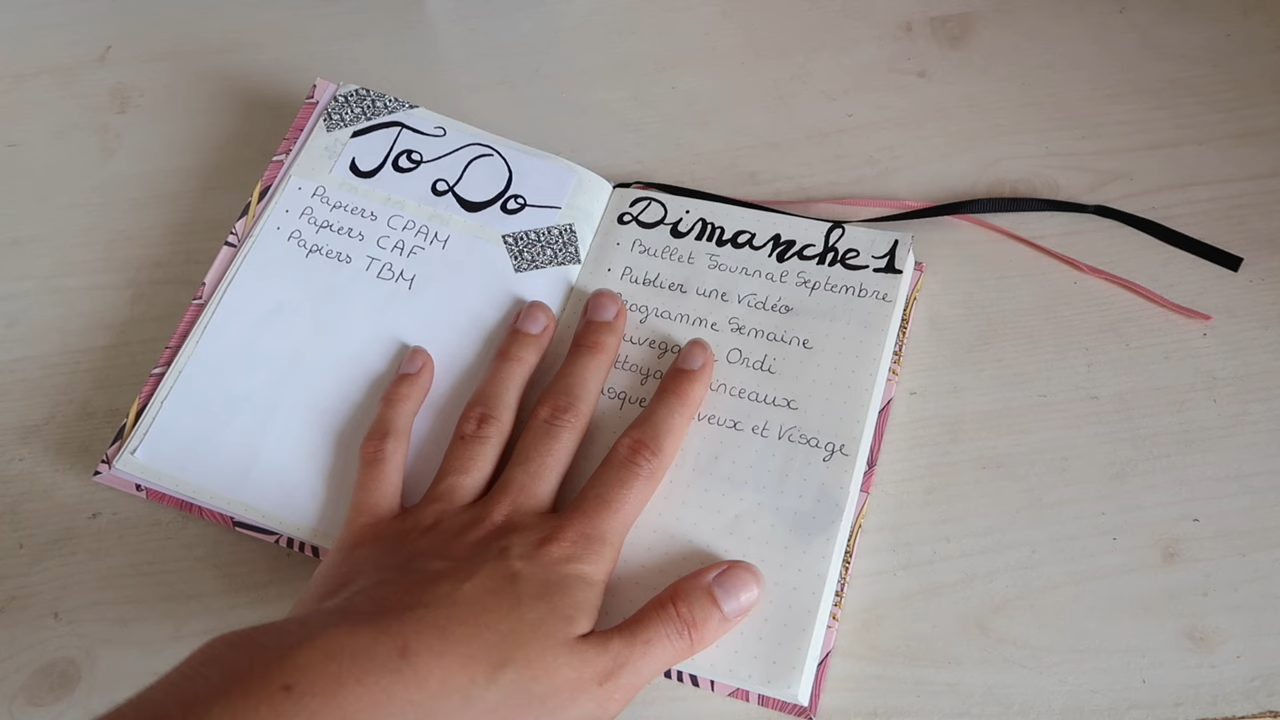 To Do
· Papiers CPAM
· Papiers CAF
· Papiers TBM
Dimanche 1
· Bullet Journal Septembre
· Publier une Vidéo
Semaine
Ordi
et Visage